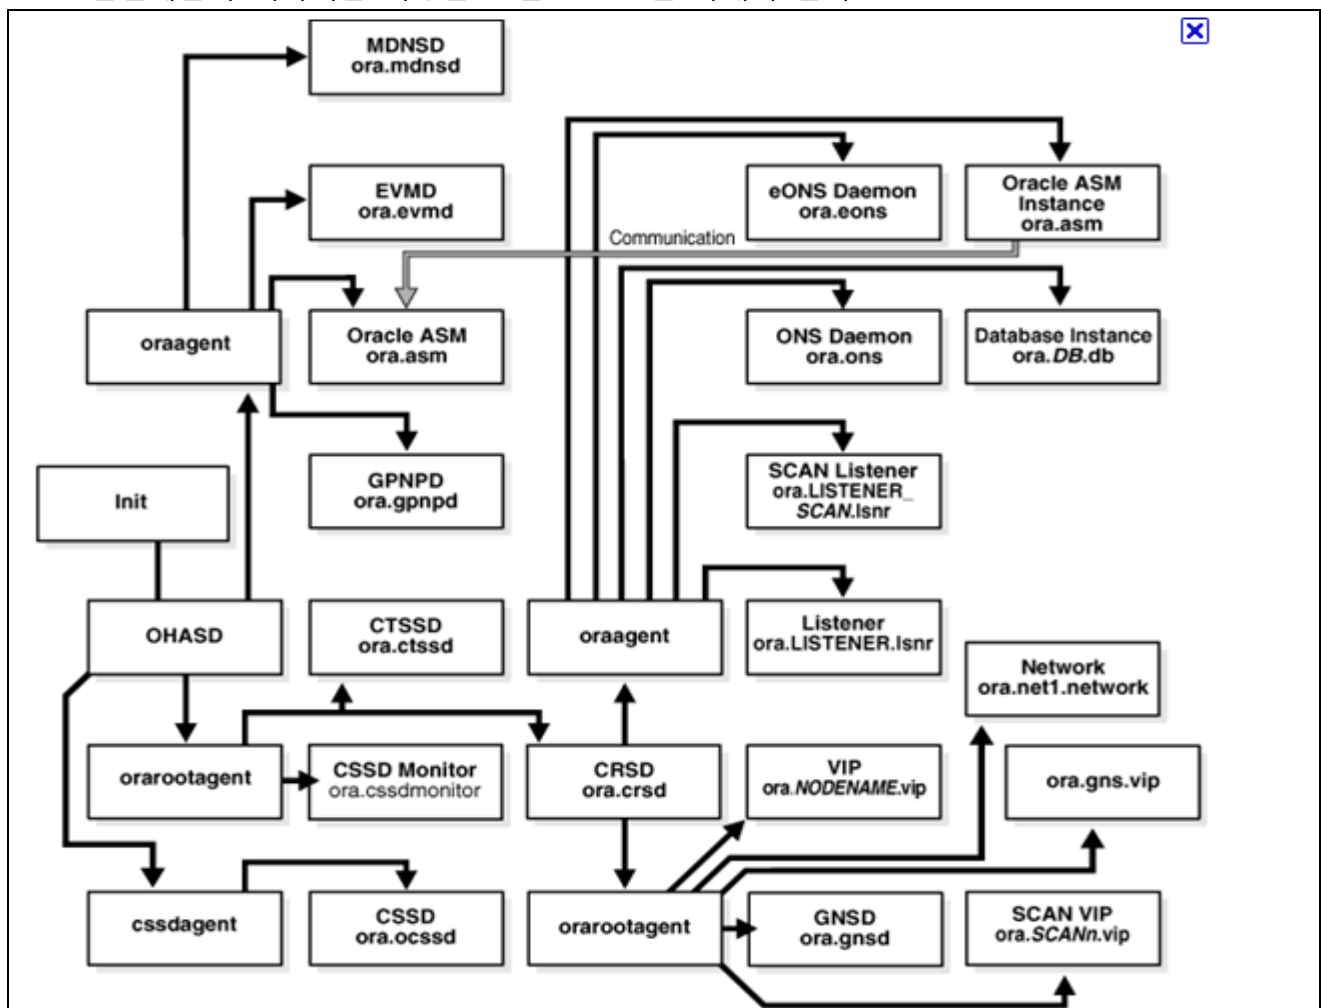 MDNSD
ora.mdnsd
EVMD
ora.evmd
eONS Daemon
ora.eons
Oracle ASM
Instance
ora.asm
Communication
oraagent
Oracle ASM
ora.asm
ONS Daemon
ora.ons
Database Instance
ora.DB.db
Init
GPNPD
ora.gpnpd
SCAN Listener
ora.LISTENER_
SCAN.lsnr
OHASD
CTSSD
ora.ctssd
oraagent
Listener
ora.LISTENER.lsnr
Network
ora.net1.network
orarootagent
CSSD Monitor
ora.cssdmonitor
CRSD
ora.crsd
VIP
ora.NODENAME.vip
ora.gns.vip
cssdagent
CSSD
ora.ocssd
orarootagent
GNSD
ora.gnsd
SCAN VIP
ora.SCANn.vip